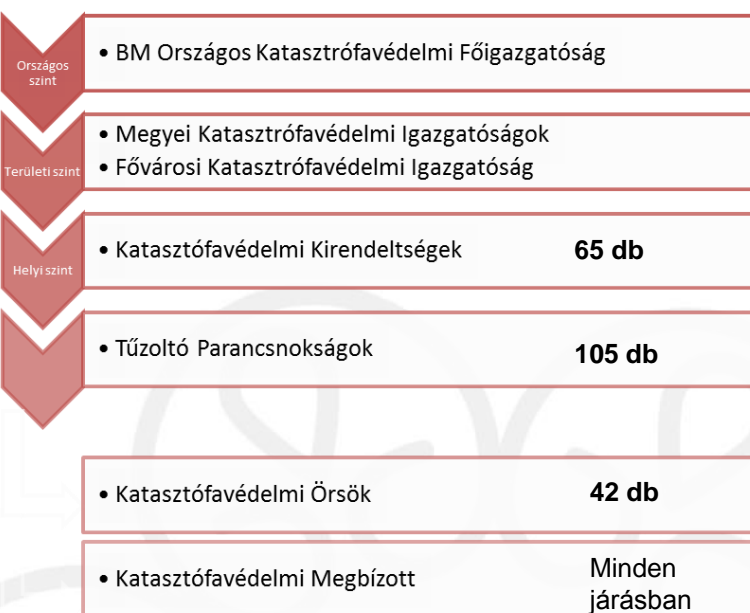 Országos
szint
• BM Országos Katasztrófavédelmi Főigazgatóság
Területi szint
• Megyei Katasztrófavédelmi Igazgatóságok
• Fővárosi Katasztrófavédelmi Igazgatóság
Helyi szint
• Katasztófavédelmi Kirendeltségek 65 db
• Tűzoltó Parancsnokságok 105 db
• Katasztófavédelmi Örsök 42 db
• Katasztófavédelmi Megbízott Minden
járásban